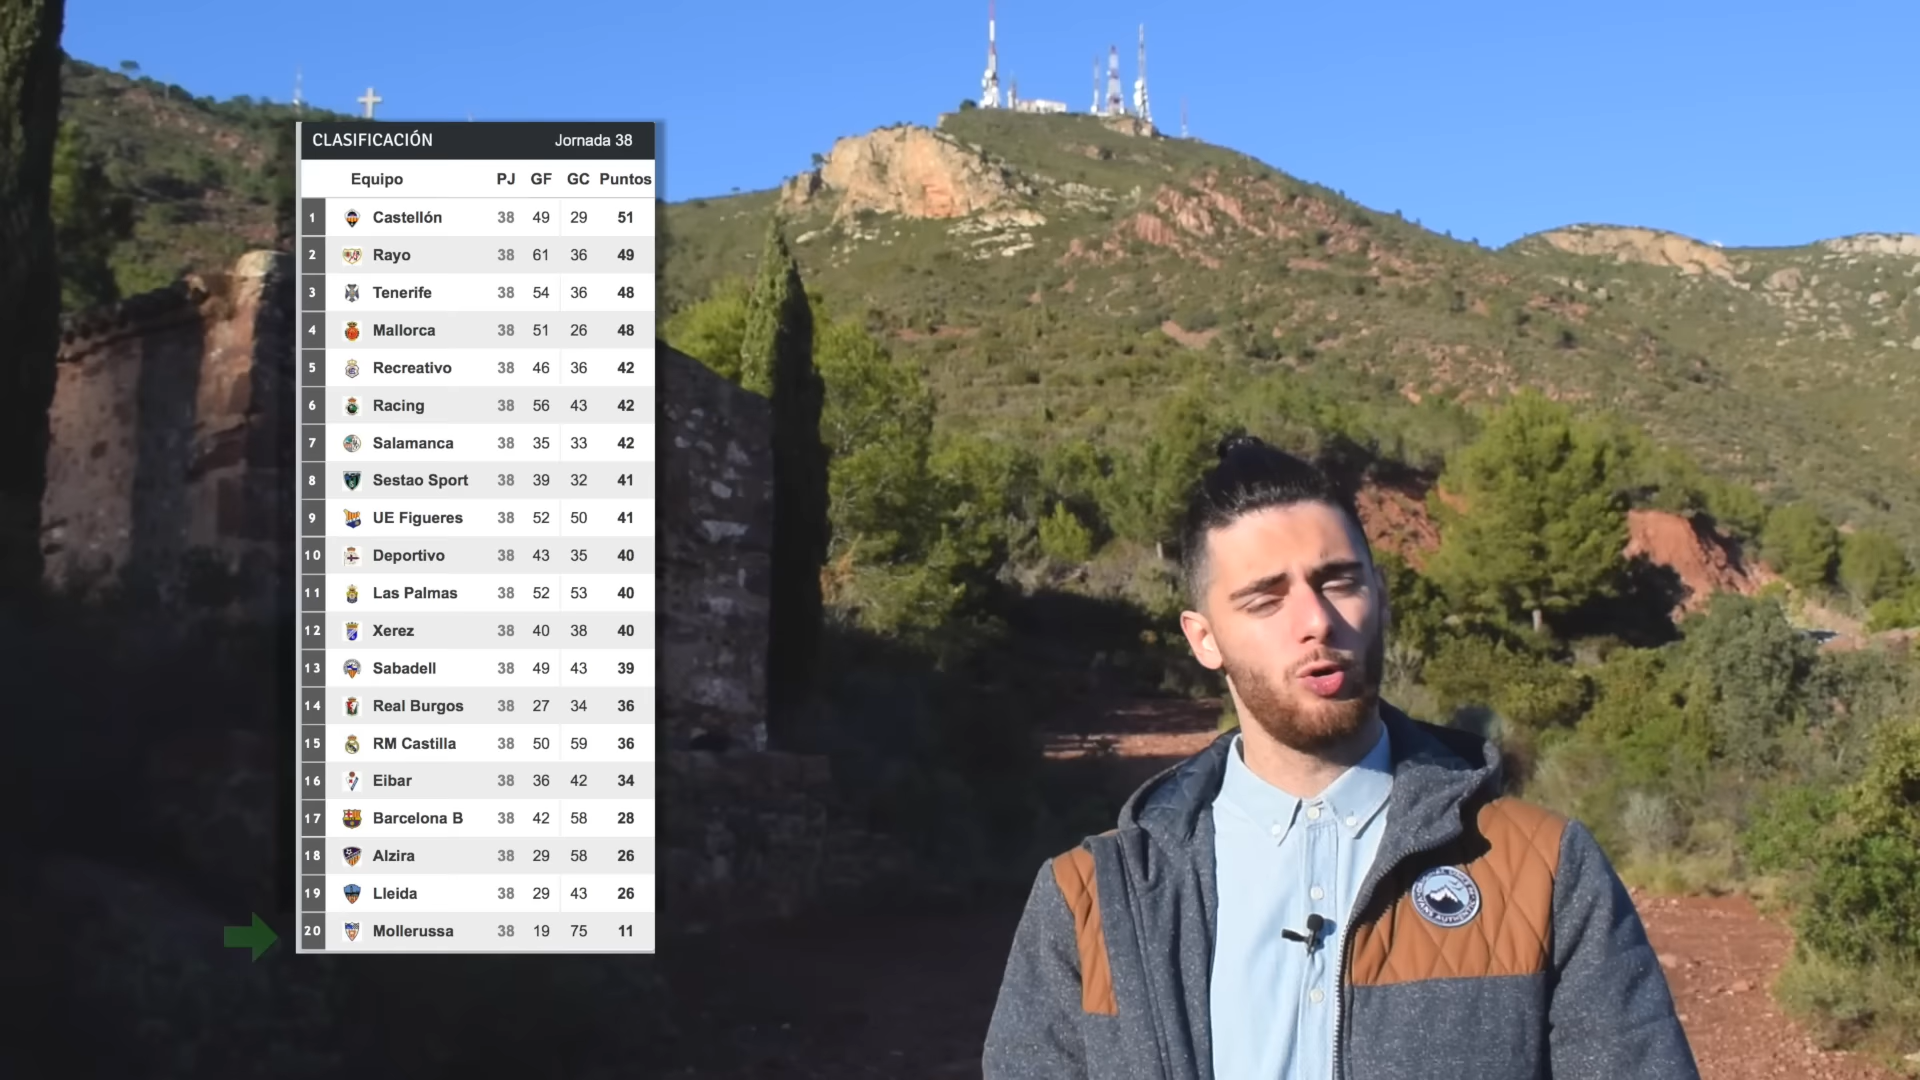 CLASIFICACIÓN Jornada 38
Equipo PJ GF GC Puntos
1 Castellón 38 49 29 51
2 Rayo 38 61 36 49
3 Tenerife 38 54 36 48
4 Mallorca 38 51 26 48
5 Recreativo 38 46 36 42
6 Racing 38 56 43 42
7 Salamanca 38 35 33 42
8 Sestao Sport 38 39 32 41
9 UE Figueres 38 52 50 41
10 Deportivo 38 43 35 40
11 Las Palmas 38 52 53 40
12 Xerez 38 40 38 40
13 Sabadell 38 49 43 39
14 Real Burgos 38 27 34 36
15 RM Castilla 38 50 59 36
16 Eibar 38 36 42 34
17 Barcelona B 38 42 58 28
18 Alzira 38 29 58 26
19 Lleida 38 29 43 26
20 Mollerussa 38 19 75 11
VANS AUTHENTIC